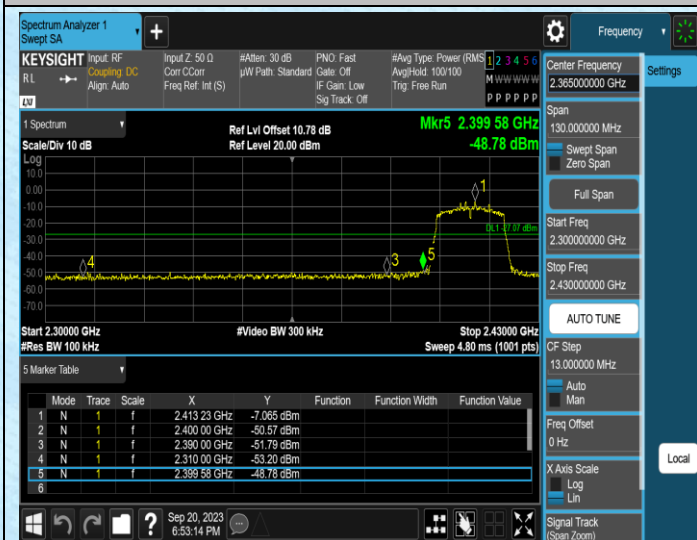 Spectrum Analyzer 1
Swept SA
Frequency
KEYSIGHT
RL
LXI
Input: RF
Coupling: DC
Align: Auto
Input Z: 50 Ω
Corr CCorr
Freq Ref: Int (S)
#Atten: 30 dB
µW Path: Standard
PNO: Fast
Gate: Off
IF Gain: Low
Sig Track: Off
#Avg Type: Power (RMS
Avg|Hold: 100/100
Trig: Free Run
1 2 3 4 5 6
M W W W W W
P P P P P P
1 Spectrum
Scale/Div 10 dB
Ref Lvl Offset 10.78 dB
Ref Level 20.00 dBm
Mkr5 2.399 58 GHz
-48.78 dBm
Log
10.0
0.00
-10.0
-20.0
-30.0
-40.0
-50.0
-60.0
-70.0
1
DL1 -27.07 dBm
4
3
5
Start 2.30000 GHz
#Video BW 300 kHz
Stop 2.43000 GHz
#Res BW 100 kHz
Sweep 4.80 ms (1001 pts)
5 Marker Table
Mode Trace Scale X Y Function Function Width Function Value
1 N 1 f 2.413 23 GHz -7.065 dBm
2 N 1 f 2.400 00 GHz -50.57 dBm
3 N 1 f 2.390 00 GHz -51.79 dBm
4 N 1 f 2.310 00 GHz -53.20 dBm
5 N 1 f 2.399 58 GHz -48.78 dBm
6
?
Sep 20, 2023
6:53:14 PM
Center Frequency
2.365000000 GHz
Settings
Span
130.000000 MHz
Swept Span
Zero Span
Full Span
Start Freq
2.300000000 GHz
Stop Freq
2.430000000 GHz
AUTO TUNE
CF Step
13.000000 MHz
Auto
Man
Freq Offset
0 Hz
Local
X Axis Scale
Log
Lin
Signal Track
(Span Zoom)